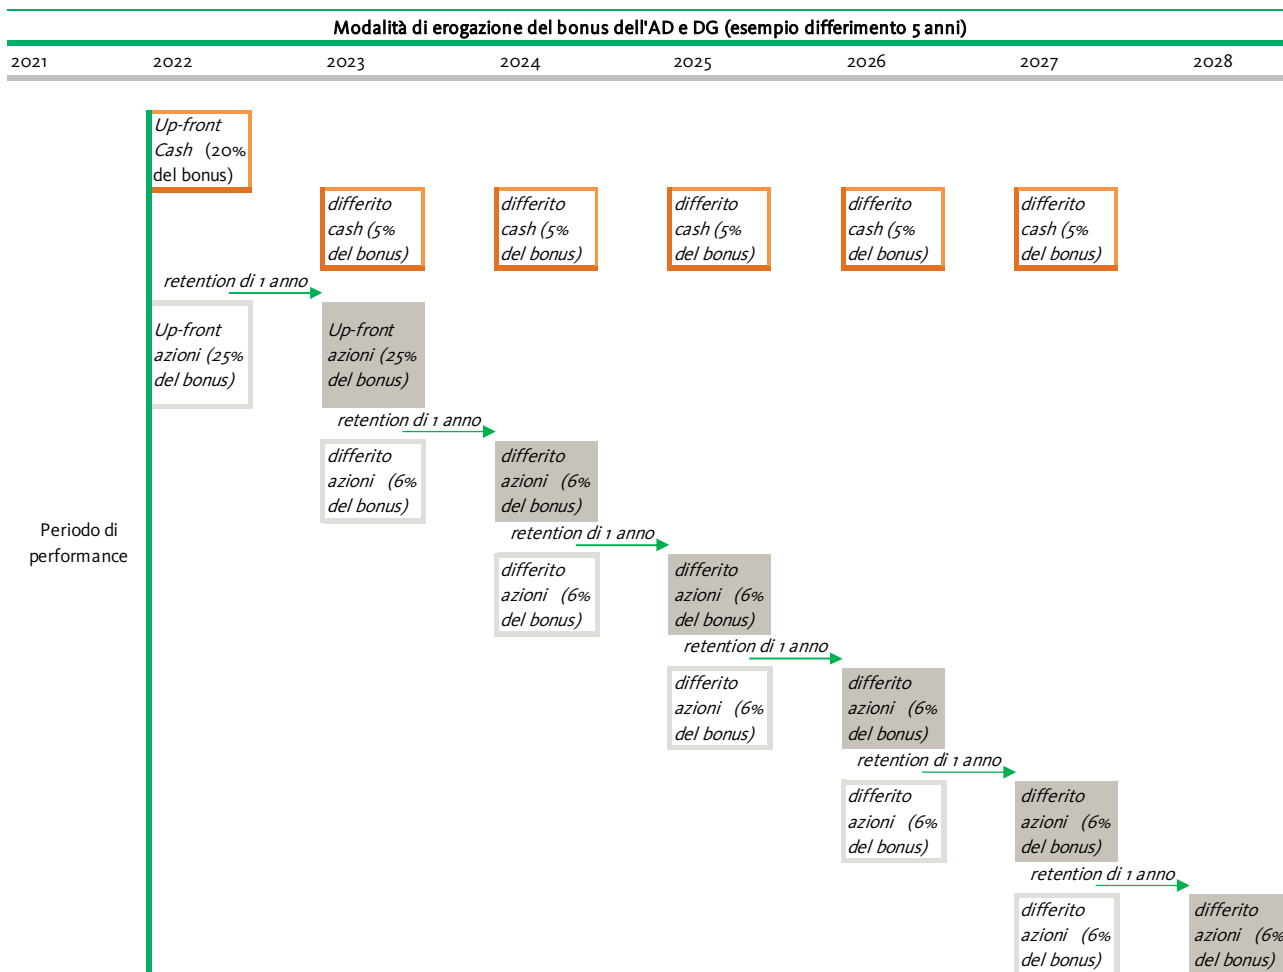 Modalità di erogazione del bonus dell'AD e DG (esempio differimento 5 anni)
2021 2022 2023 2024 2025 2026 2027 2028
Up-front
Cash (20%
del bonus)
differito
cash (5%
del bonus)
differito
cash (5%
del bonus)
differito
cash (5%
del bonus)
differito
cash (5%
del bonus)
differito
cash (5%
del bonus)
retention di 1 anno
Up-front
azioni (25%
del bonus)
Up-front
azioni (25%
del bonus)
retention di 1 anno
differito
azioni (6%
del bonus)
differito
azioni (6%
del bonus)
Periodo di
performance
retention di 1 anno
differito
azioni (6%
del bonus)
differito
azioni (6%
del bonus)
retention di 1 anno
differito
azioni (6%
del bonus)
differito
azioni (6%
del bonus)
retention di 1 anno
differito
azioni (6%
del bonus)
differito
azioni (6%
del bonus)
retention di 1 anno
differito
azioni (6%
del bonus)
differito
azioni (6%
del bonus)